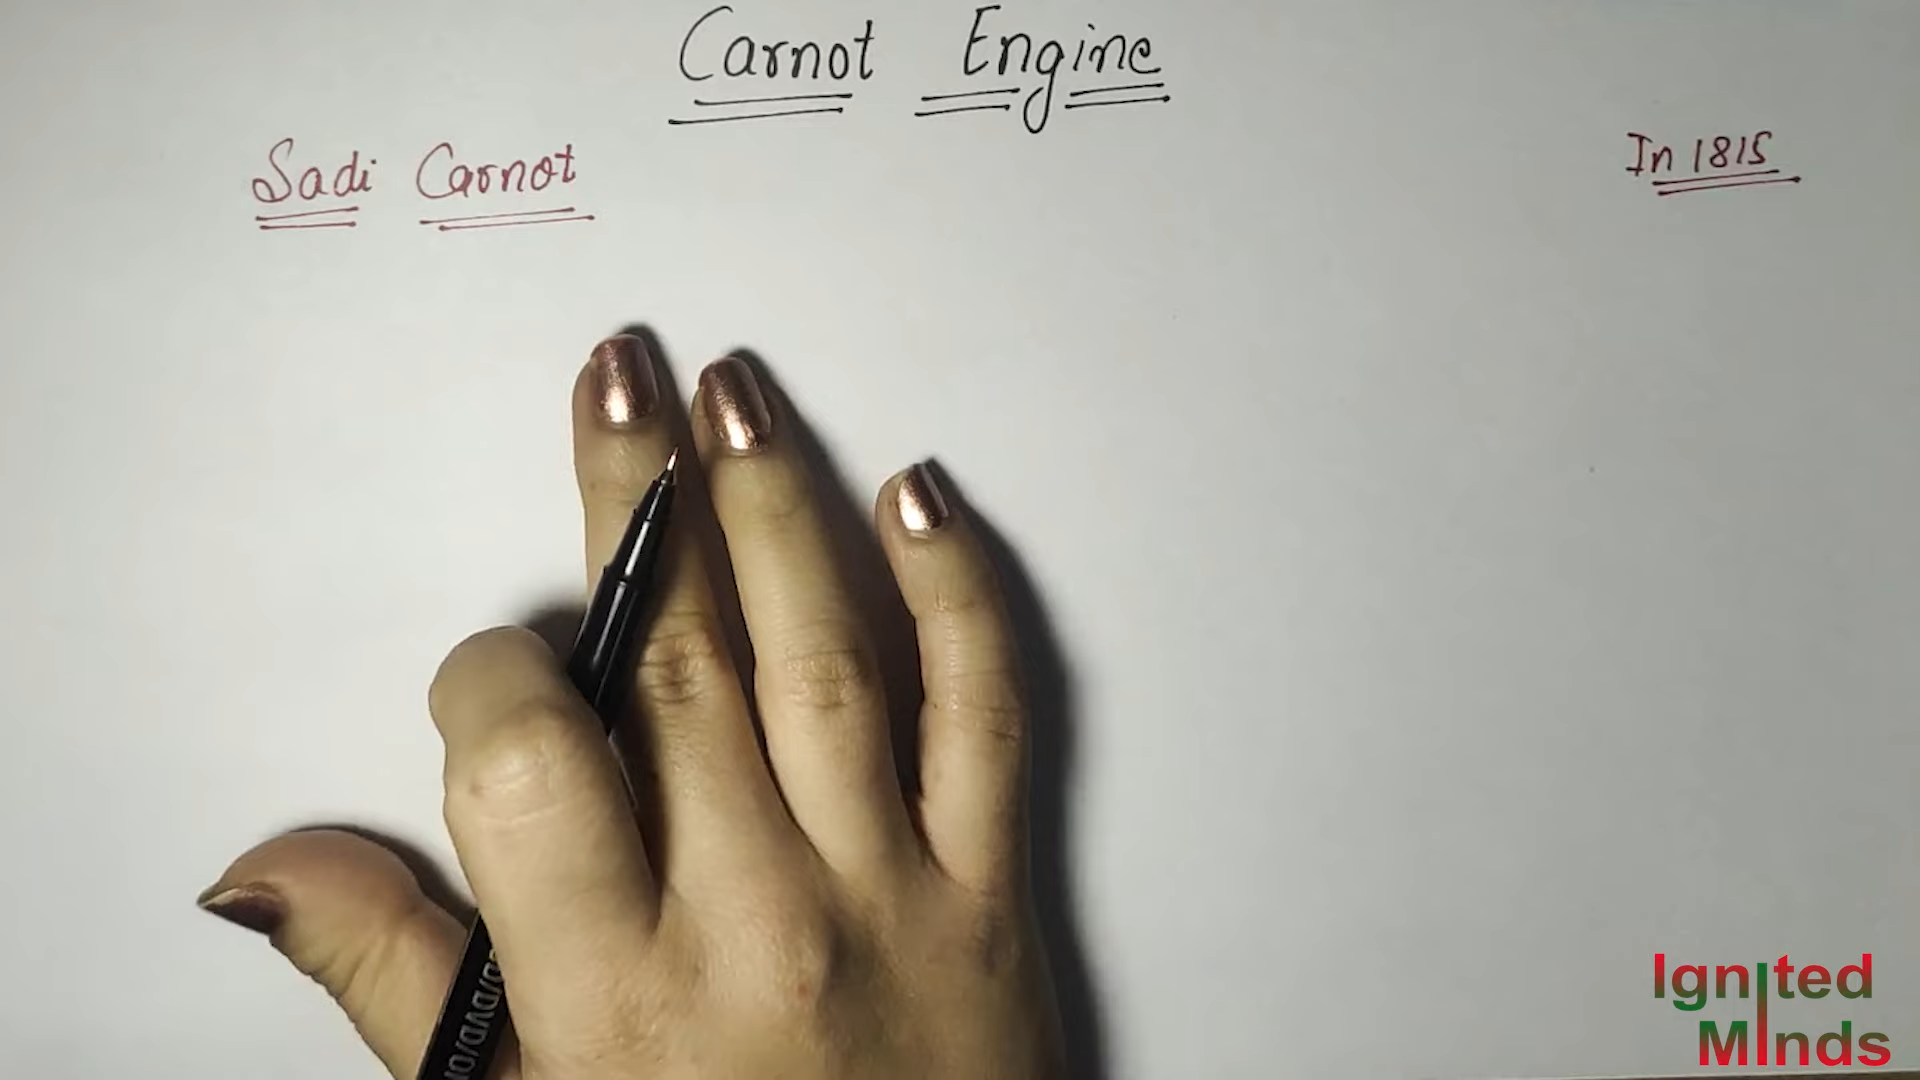 Carnot Engine
Sadi Carnot
In 1815
Ignited
Minds